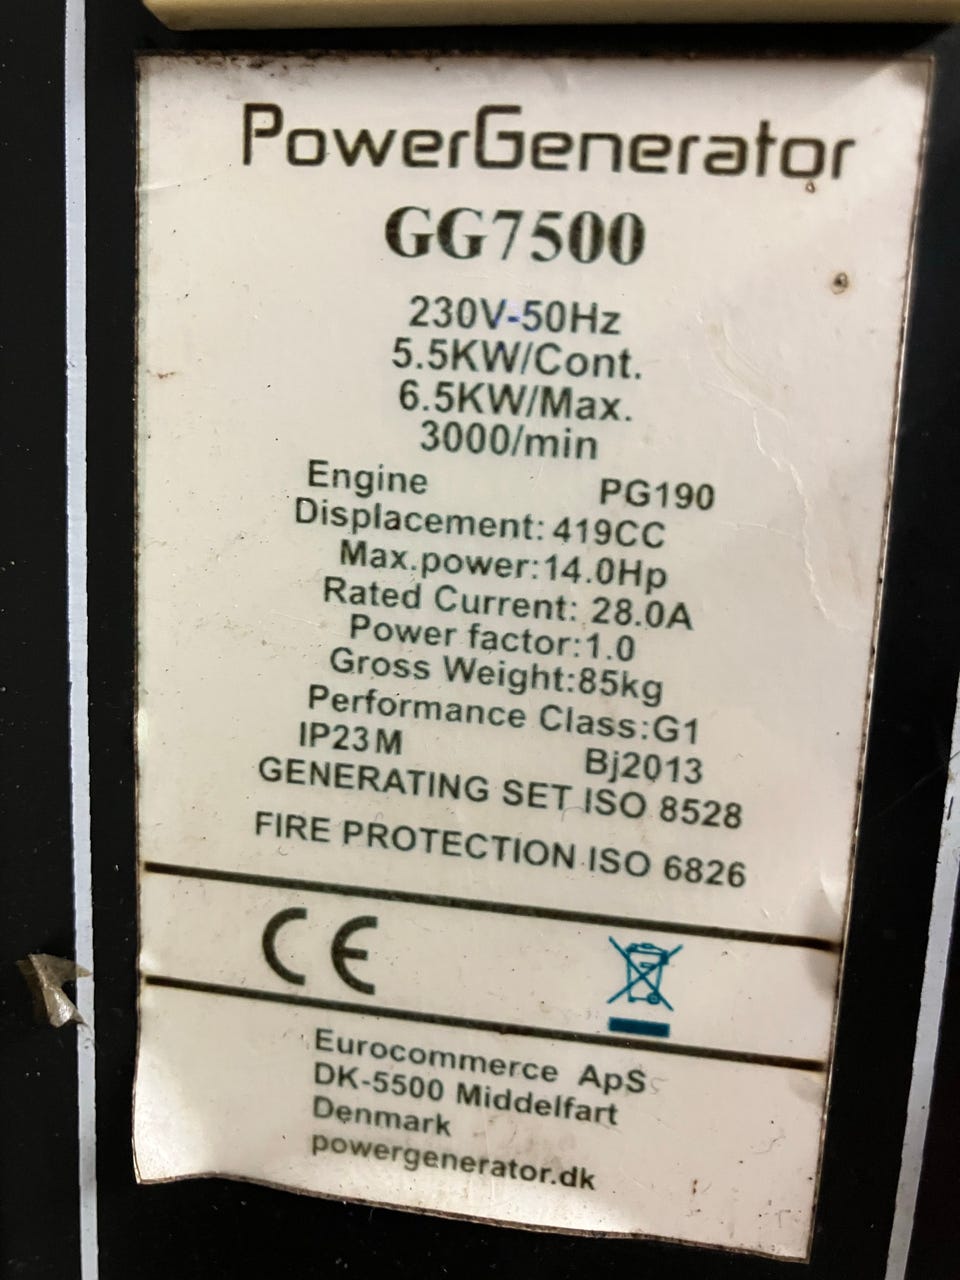 PowerGenerator
GG7500
230V-50Hz
5.5KW/Cont.
6.5KW/Max.
3000/min
Engine PG190
Displacement: 419CC
Max.power:14.0Hp
Rated Current: 28.0A
Power factor:1.0
Gross Weight:85kg
Performance Class:G1
IP23M Bj2013
GENERATING SET ISO 8528
FIRE PROTECTION ISO 6826
CE
Eurocommerce ApS
DK-5500 Middelfart
Denmark
powergenerator.dk